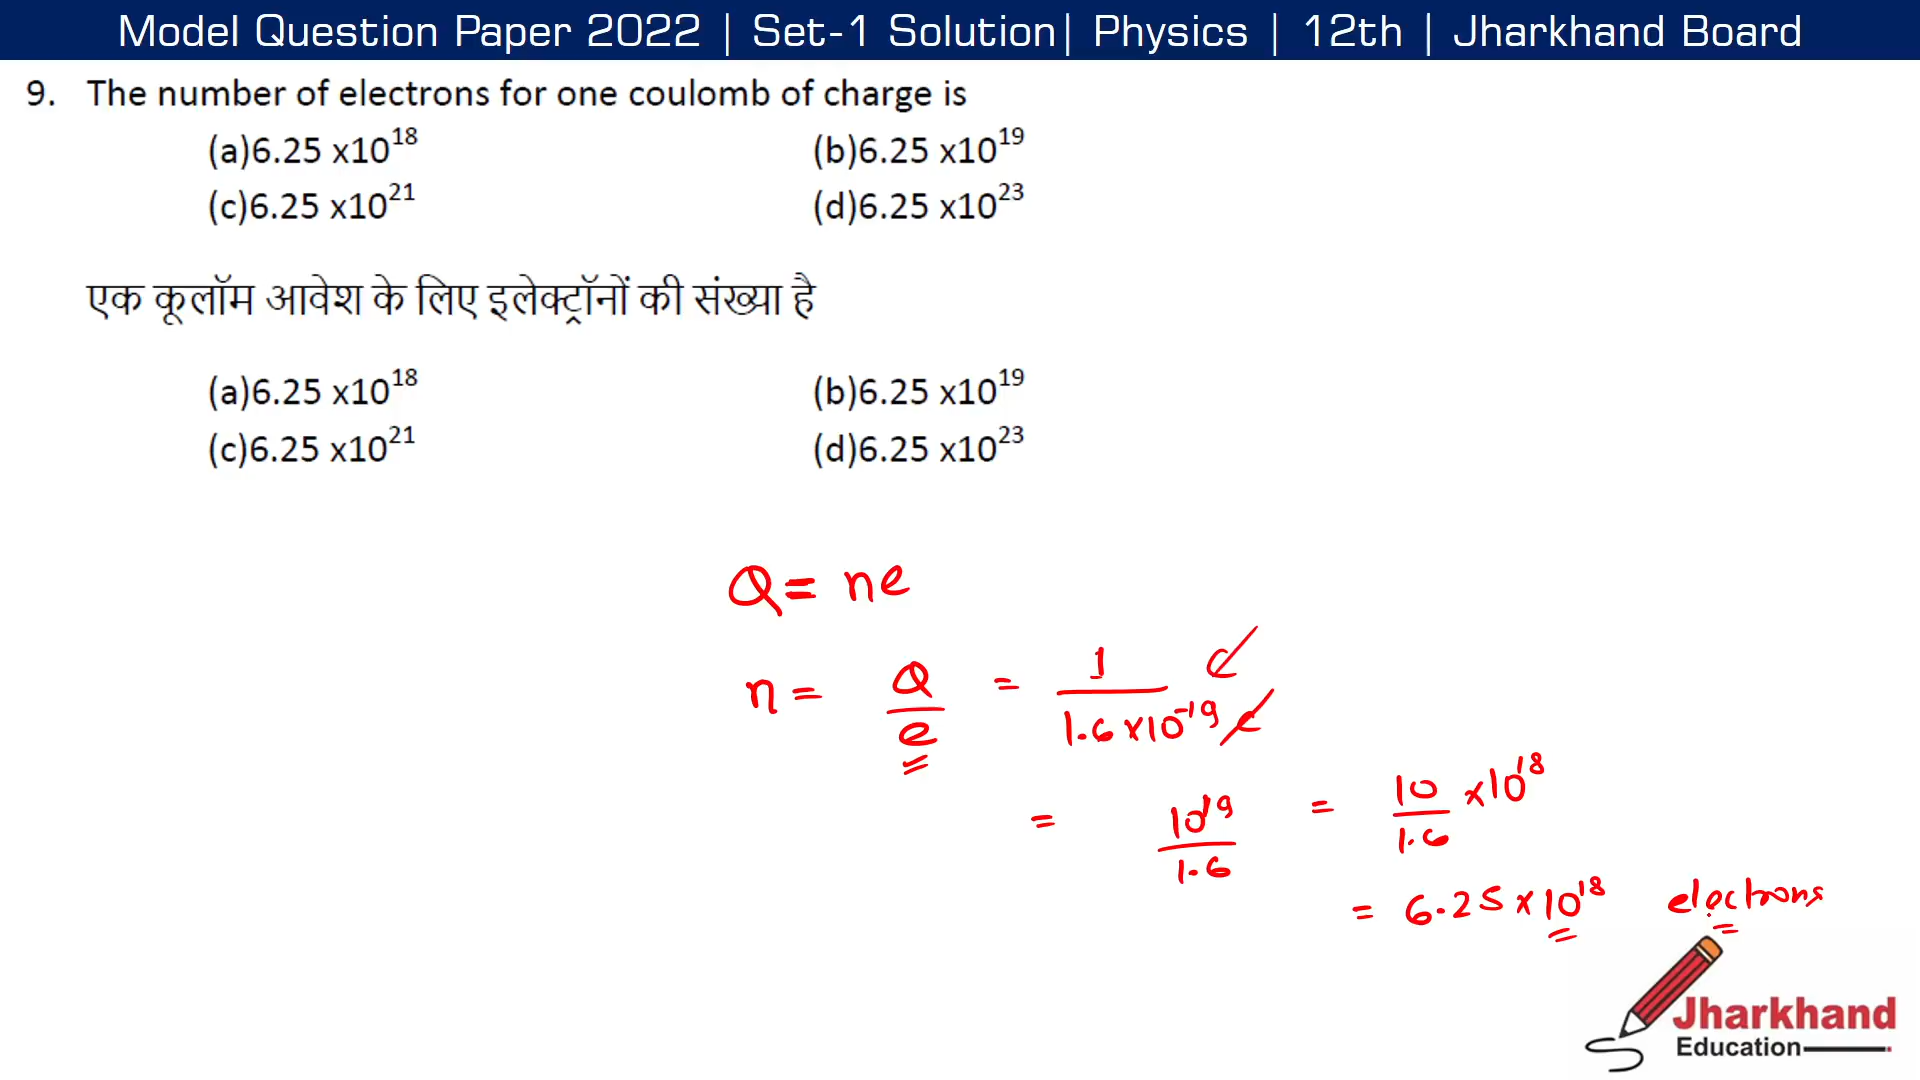 Model Question Paper 2022 | Set-1 Solution| Physics | 12th | Jharkhand Board
9. The number of electrons for one coulomb of charge is
(a)6.25 x10^18 (b)6.25 x10^19
(c)6.25 x10^21 (d)6.25 x10^23
एक कूलॉम आवेश के लिए इलेक्ट्रॉनों की संख्या है
(a)6.25 x10^18 (b)6.25 x10^19
(c)6.25 x10^21 (d)6.25 x10^23
Q = ne
n = Q/e = 1 C / 1.6×10^-19 C
= 10^19/1.6 = 10/1.6 ×10^18
= 6.25×10^18 electrons
Jharkhand
Education